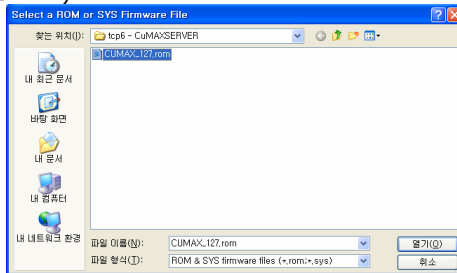 Select a ROM or SYS Firmware File
찾는 위치(I):
tcp6 - CuMAXSERVER
CUMAX_127.rom
내 최근 문서
바탕 화면
내 문서
내 컴퓨터
내 네트워크 환경
파일 이름(N):
CUMAX_127.rom
열기(O)
파일 형식(T):
ROM & SYS firmware files (*.rom;*.sys)
취소